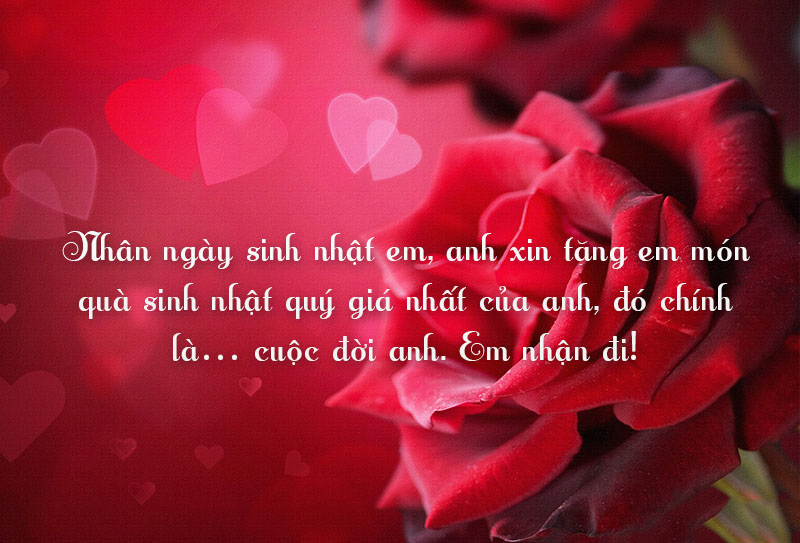 Nhân ngày sinh nhật em, anh xin tặng em món
quà sinh nhật quý giá nhất của anh, đó chính
là... cuộc đời anh. Em nhận đi!